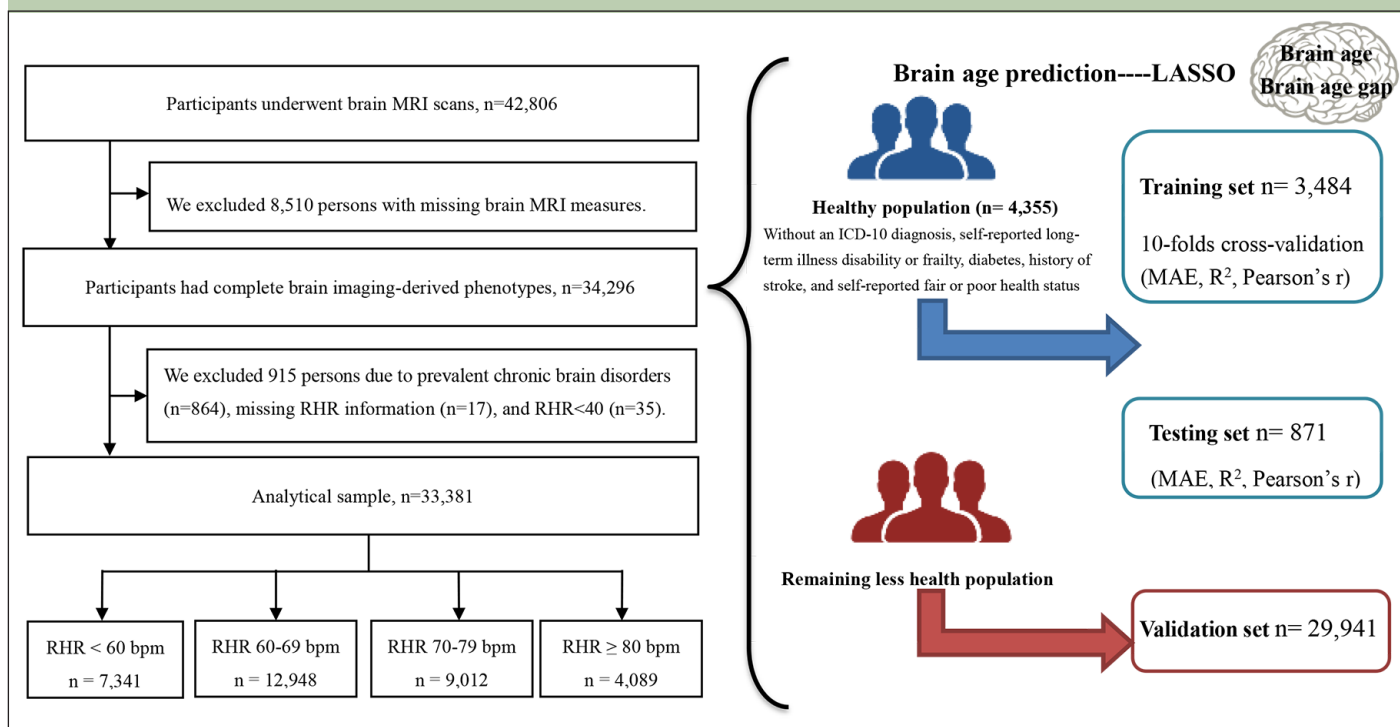 Participants underwent brain MRI scans, n=42,806
We excluded 8,510 persons with missing brain MRI measures.
Participants had complete brain imaging-derived phenotypes, n=34,296
We excluded 915 persons due to prevalent chronic brain disorders
(n=864), missing RHR information (n=17), and RHR<40 (n=35).
Analytical sample, n=33,381
RHR < 60 bpm
n = 7,341
RHR 60-69 bpm
n = 12,948
RHR 70-79 bpm
n = 9,012
RHR ≥ 80 bpm
n = 4,089
Brain age prediction----LASSO
Brain age
Brain age gap
Healthy population (n= 4,355)
Without an ICD-10 diagnosis, self-reported long-
term illness disability or frailty, diabetes, history of
stroke, and self-reported fair or poor health status
Training set n= 3,484
10-folds cross-validation
(MAE, R², Pearson's r)
Testing set n= 871
(MAE, R², Pearson's r)
Remaining less health population
Validation set n= 29,941